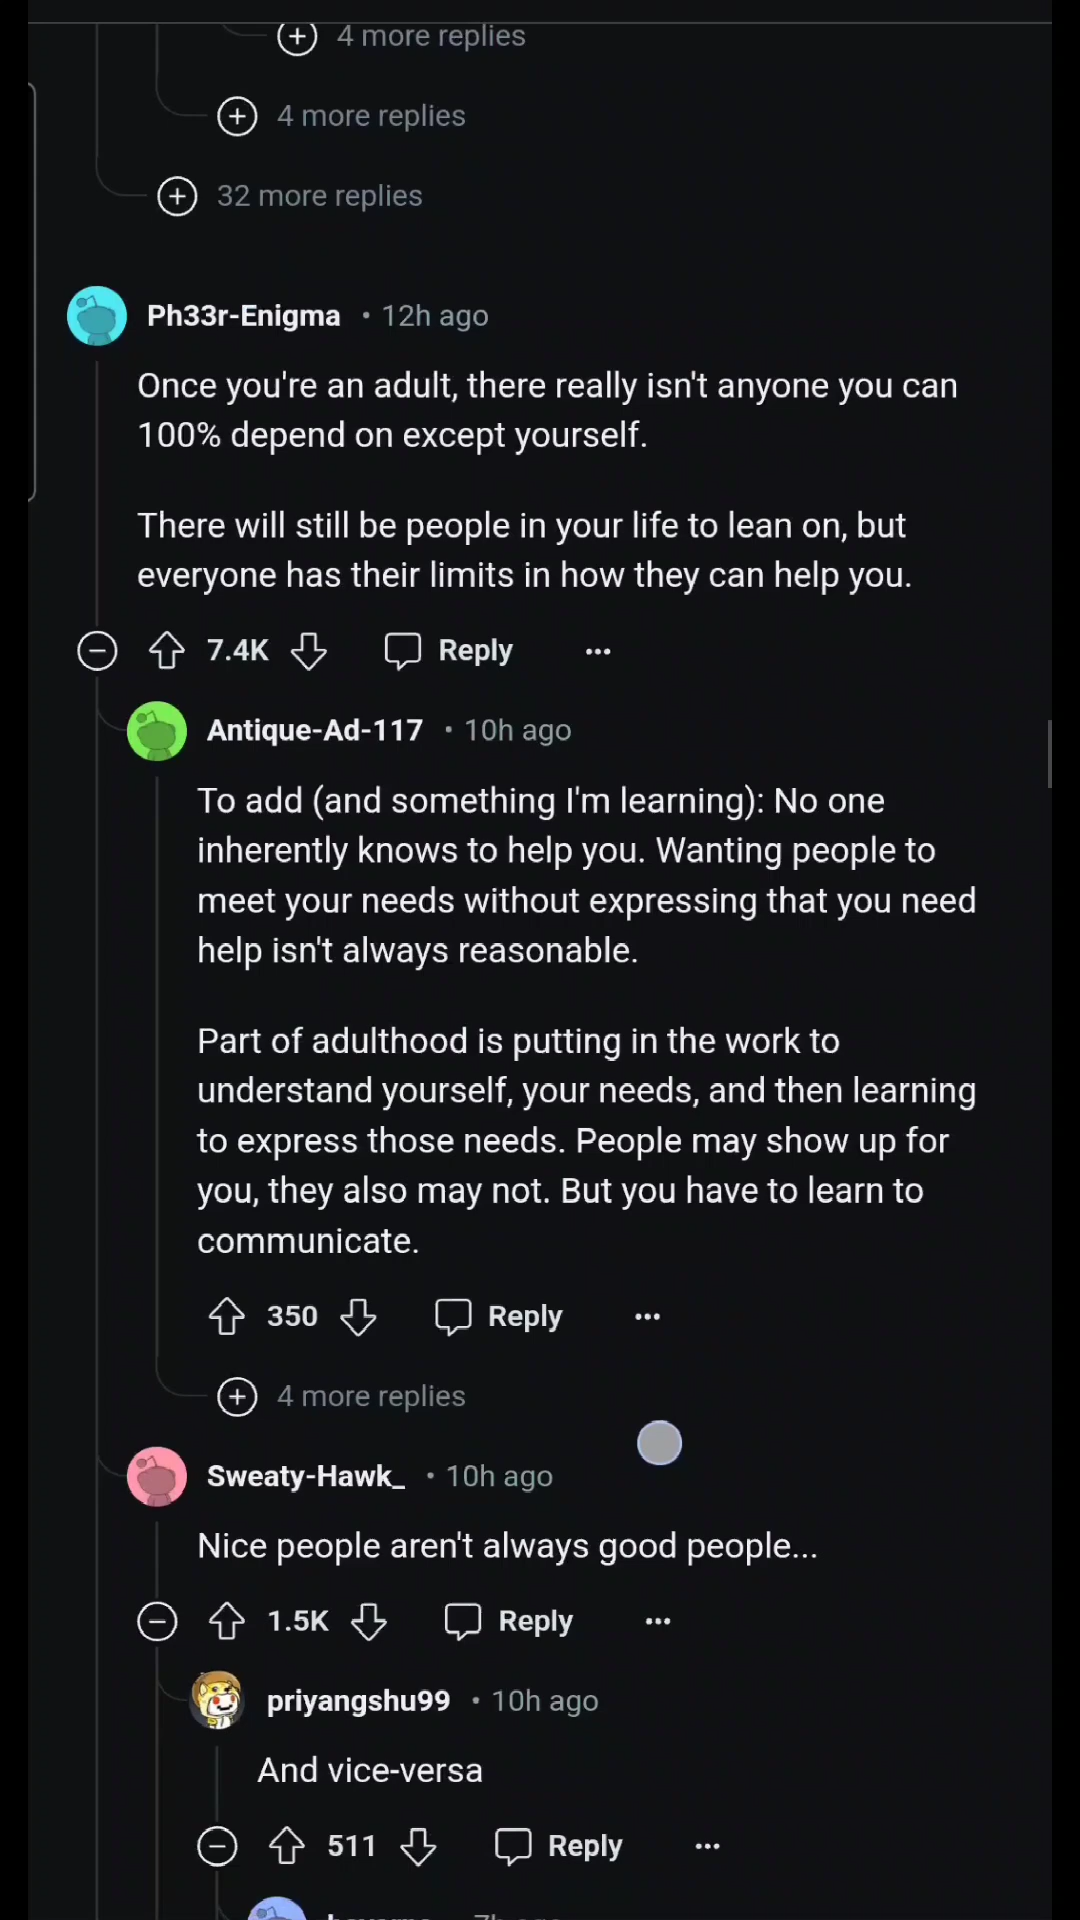 4 more replies
4 more replies
32 more replies
Ph33r-Enigma • 12h ago
Once you're an adult, there really isn't anyone you can
100% depend on except yourself.
There will still be people in your life to lean on, but
everyone has their limits in how they can help you.
7.4K Reply ...
Antique-Ad-117 • 10h ago
To add (and something I'm learning): No one
inherently knows to help you. Wanting people to
meet your needs without expressing that you need
help isn't always reasonable.
Part of adulthood is putting in the work to
understand yourself, your needs, and then learning
to express those needs. People may show up for
you, they also may not. But you have to learn to
communicate.
350 Reply ...
4 more replies
Sweaty-Hawk_ • 10h ago
Nice people aren't always good people...
1.5K Reply ...
priyangshu99 • 10h ago
And vice-versa
511 Reply ...